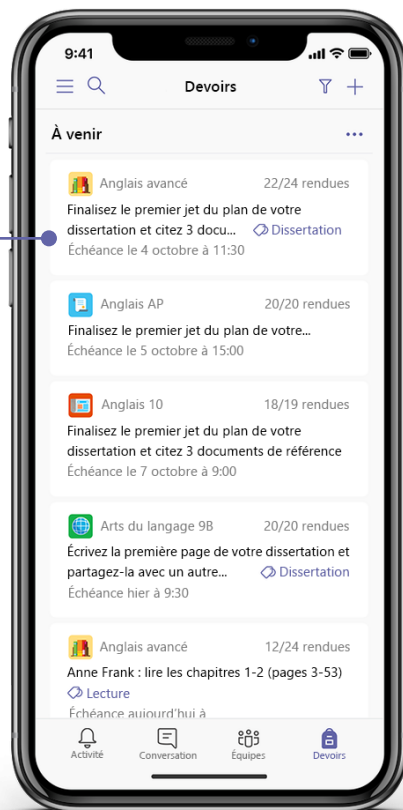 9:41
Devoirs
À venir
Anglais avancé 22/24 rendues
Finalisez le premier jet du plan de votre
dissertation et citez 3 docu... Dissertation
Échéance le 4 octobre à 11:30
Anglais AP 20/20 rendues
Finalisez le premier jet du plan de votre...
Échéance le 5 octobre à 15:00
Anglais 10 18/19 rendues
Finalisez le premier jet du plan de votre
dissertation et citez 3 documents de référence
Échéance le 7 octobre à 9:00
Arts du langage 9B 20/20 rendues
Écrivez la première page de votre dissertation et
partagez-la avec un autre... Dissertation
Échéance hier à 9:30
Anglais avancé 12/24 rendues
Anne Frank : lire les chapitres 1-2 (pages 3-53)
Lecture
Échéance aujourd'hui à
Activité Conversation Équipes Devoirs